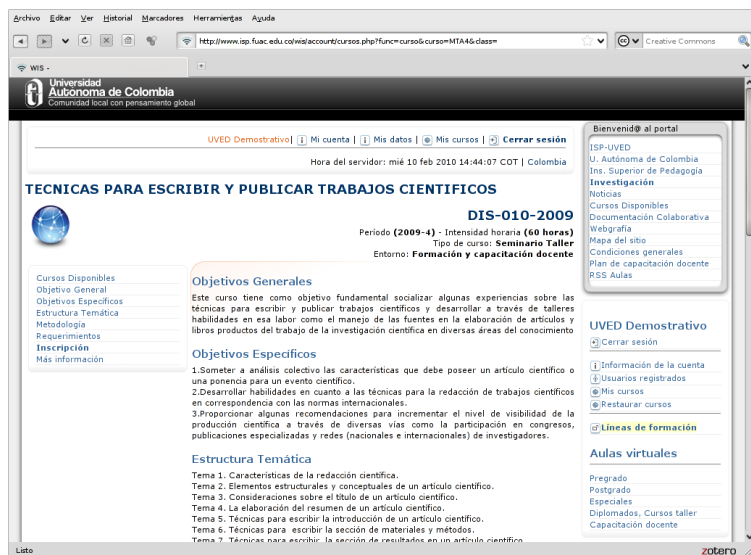 Archivo Editar Ver Historial Marcadores Herramientas Ayuda
http://www.isp.fuac.edu.co/wis/account/cursos.php?func=curso&curso=MTA4&class=
Creative Commons
WIS -
Universidad
Autónoma de Colombia
Comunidad local con pensamiento global
UVED Demostrativo| Mi cuenta | Mis datos | Mis cursos | Cerrar sesión
Hora del servidor: mié 10 feb 2010 14:44:07 COT | Colombia
TECNICAS PARA ESCRIBIR Y PUBLICAR TRABAJOS CIENTIFICOS
DIS-010-2009
Período (2009-4) - Intensidad horaria (60 horas)
Tipo de curso: Seminario Taller
Entorno: Formación y capacitación docente
Cursos Disponibles
Objetivo General
Objetivos Específicos
Estructura Temática
Metodología
Requerimientos
Inscripción
Más información
Objetivos Generales
Este curso tiene como objetivo fundamental socializar algunas experiencias sobre las
técnicas para escribir y publicar trabajos científicos y desarrollar a través de talleres
habilidades en esa labor como el manejo de las fuentes en la elaboración de artículos y
libros productos del trabajo de la investigación científica en diversas áreas del conocimiento
Objetivos Específicos
1.Someter a análisis colectivo las características que debe poseer un artículo científico o
una ponencia para un evento científico.
2.Desarrollar habilidades en cuanto a las técnicas para la redacción de trabajos científicos
en correspondencia con las normas internacionales.
3.Proporcionar algunas recomendaciones para incrementar el nivel de visibilidad de la
producción científica a través de diversas vías como la participación en congresos,
publicaciones especializadas y redes (nacionales e internacionales) de investigadores.
Estructura Temática
Tema 1. Características de la redacción científica.
Tema 2. Elementos estructurales y conceptuales de un artículo científico.
Tema 3. Consideraciones sobre el título de un artículo científico.
Tema 4. La elaboración del resumen de un artículo científico.
Tema 5. Técnicas para escribir la introducción de un artículo científico.
Tema 6. Técnicas para escribir la sección de materiales y métodos.
Tema 7. Técnicas para escribir la sección de resultados en un artículo científico.
Bienvenid@ al portal
ISP-UVED
U. Autónoma de Colombia
Ins. Superior de Pedagogía
Investigación
Noticias
Cursos Disponibles
Documentación Colaborativa
Webgrafía
Mapa del sitio
Condiciones generales
Plan de capacitación docente
RSS Aulas
UVED Demostrativo
Cerrar sesión
Información de la cuenta
Usuarios registrados
Mis cursos
Restaurar cursos
Líneas de formación
Aulas virtuales
Pregrado
Postgrado
Especiales
Diplomados, Cursos taller
Capacitación docente
Listo
zotero